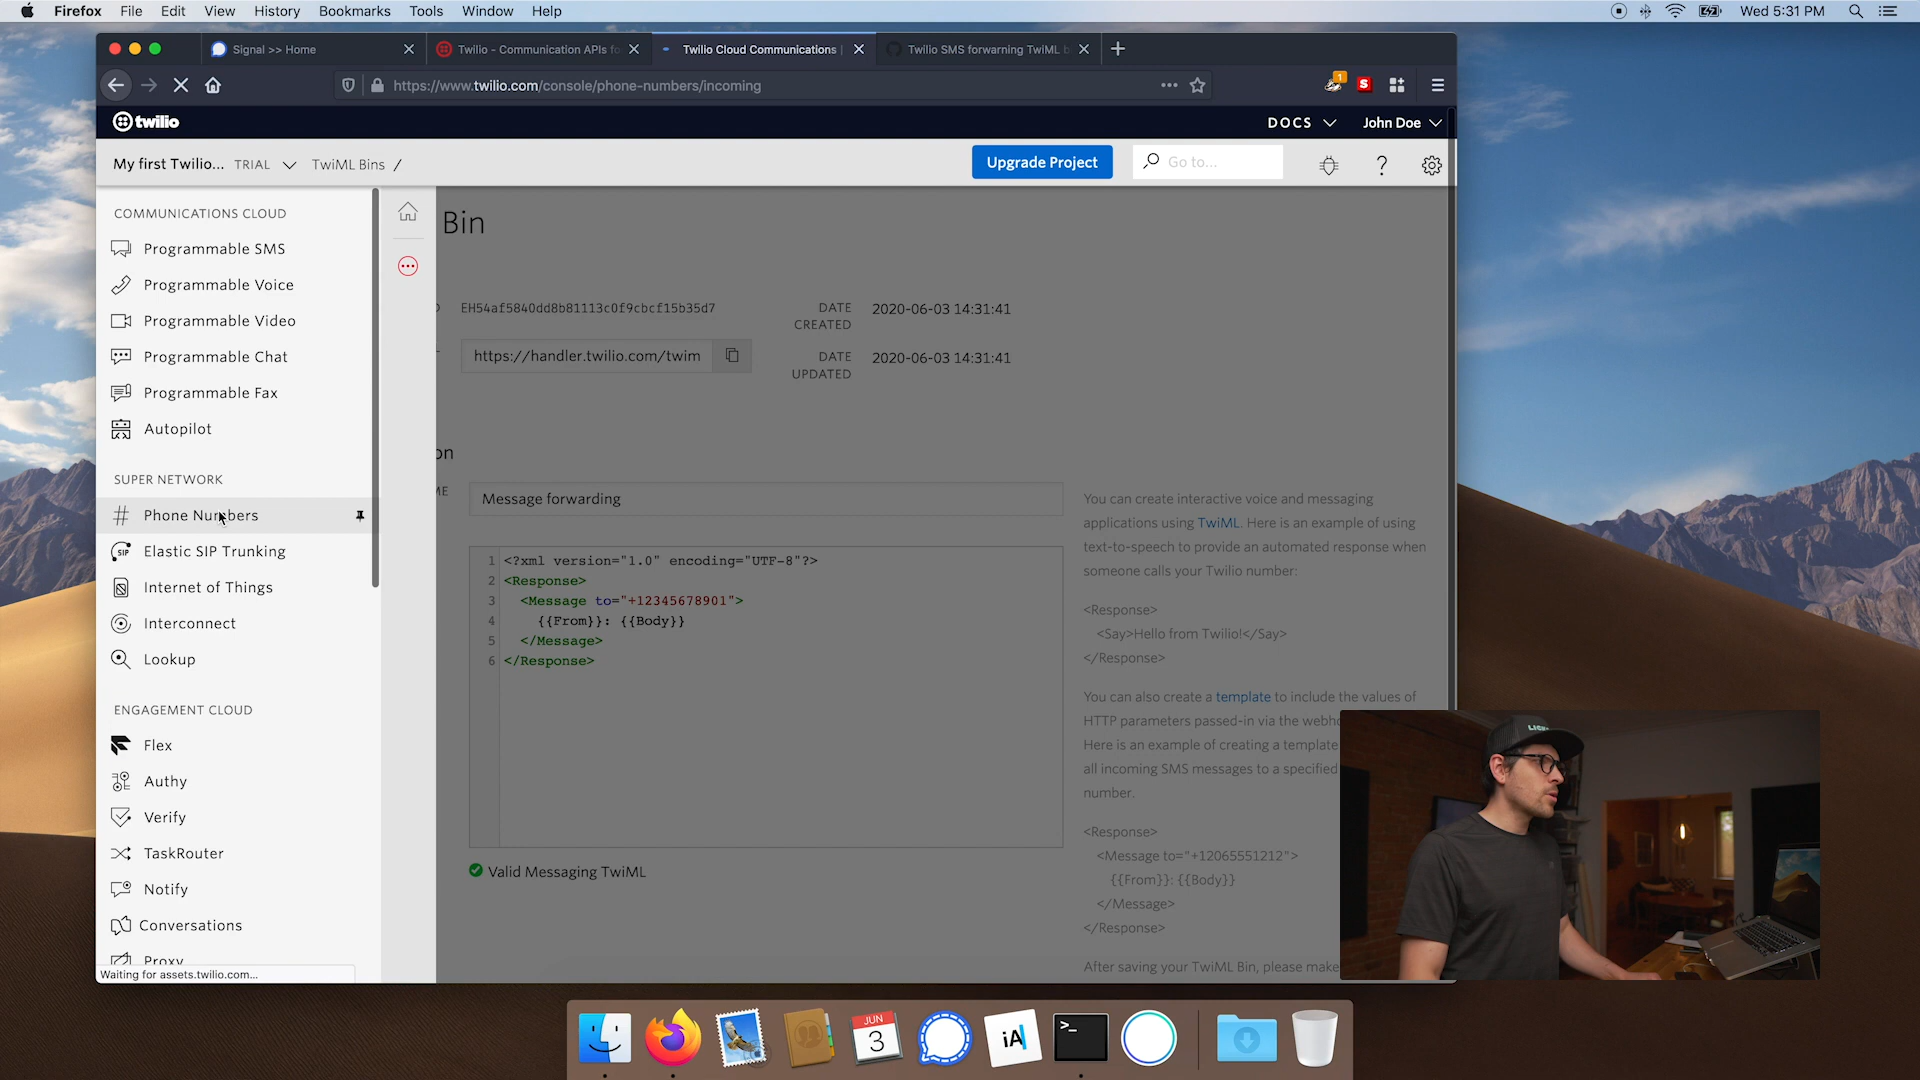 Firefox File Edit View History Bookmarks Tools Window Help
Wed 5:31 PM
Signal >> Home
Twilio - Communication APIs fo
Twilio Cloud Communications |
Twilio SMS forwarning TwiML b
https://www.twilio.com/console/phone-numbers/incoming
1
S
twilio
DOCS
John Doe
My first Twilio... TRIAL
TwiML Bins /
Upgrade Project
Go to...
?
COMMUNICATIONS CLOUD
Programmable SMS
Programmable Voice
Programmable Video
Programmable Chat
Programmable Fax
Autopilot
SUPER NETWORK
Phone Numbers
SIP
Elastic SIP Trunking
Internet of Things
Interconnect
Lookup
ENGAGEMENT CLOUD
Flex
Authy
Verify
TaskRouter
Notify
Conversations
Proxy
Waiting for assets.twilio.com...
Bin
EH54af5840dd8b81113c0f9cbcf15b35d7
DATE CREATED
2020-06-03 14:31:41
https://handler.twilio.com/twim
DATE UPDATED
2020-06-03 14:31:41
on
ME
Message forwarding
1 <?xml version="1.0" encoding="UTF-8"?>
2 <Response>
3 <Message to="+12345678901">
4 {{From}}: {{Body}}
5 </Message>
6 </Response>
Valid Messaging TwiML
You can create interactive voice and messaging
applications using TwiML. Here is an example of using
text-to-speech to provide an automated response when
someone calls your Twilio number:
<Response>
<Say>Hello from Twilio!</Say>
</Response>
You can also create a template to include the values of
HTTP parameters passed-in via the webho
Here is an example of creating a template
all incoming SMS messages to a specified
number.
<Response>
<Message to="+12065551212">
{{From}}: {{Body}}
</Message>
</Response>
After saving your TwiML Bin, please make
JUN
3
iA
>_